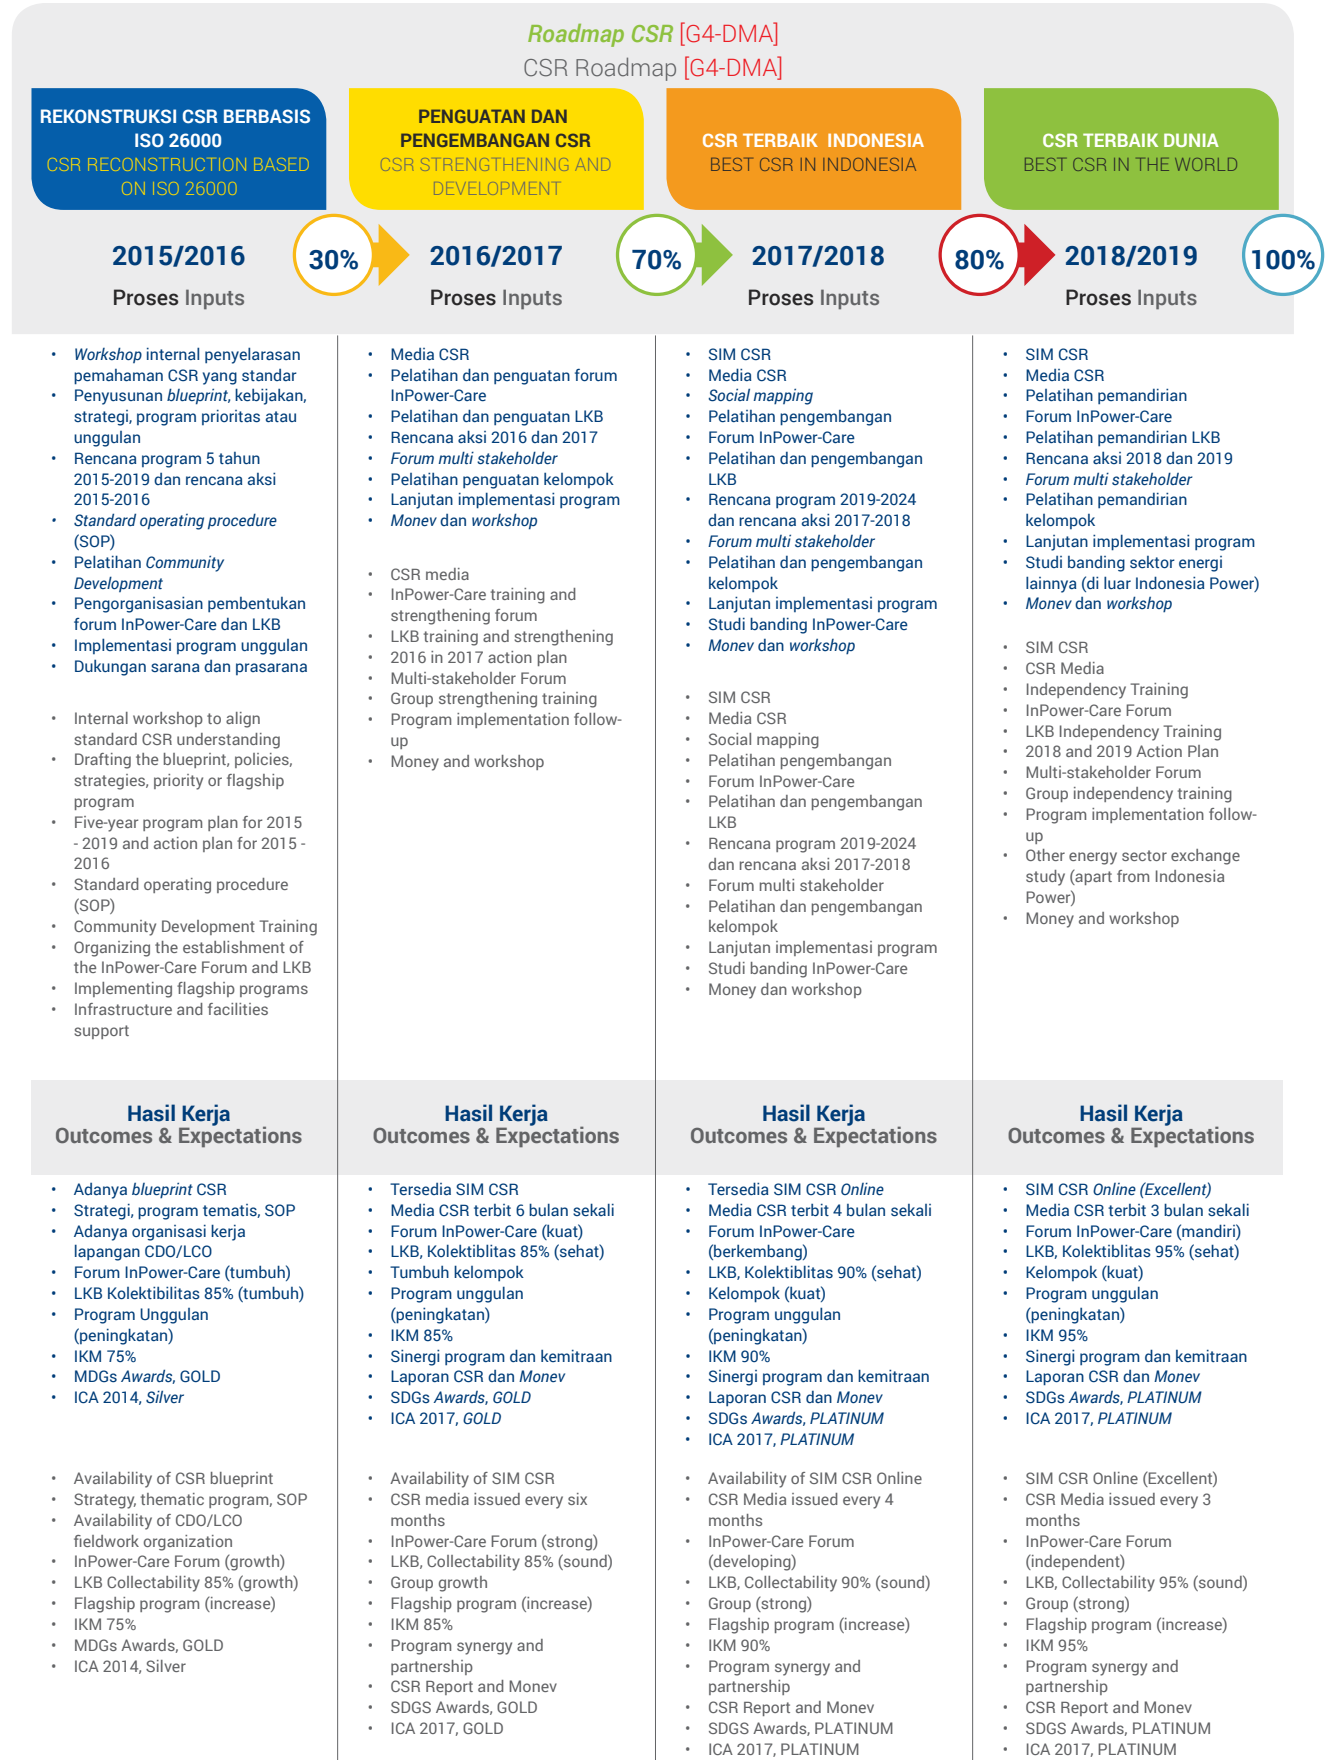 Roadmap CSR [G4-DMA]
CSR Roadmap [G4-DMA]
REKONSTRUKSI CSR BERBASIS
ISO 26000
CSR RECONSTRUCTION BASED
ON ISO 26000
PENGUATAN DAN
PENGEMBANGAN CSR
CSR STRENGTHENING AND
DEVELOPMENT
CSR TERBAIK INDONESIA
BEST CSR IN INDONESIA
CSR TERBAIK DUNIA
BEST CSR IN THE WORLD
2015/2016
30%
2016/2017
70%
2017/2018
80%
2018/2019
100%
Proses Inputs
Proses Inputs
Proses Inputs
Proses Inputs
• Workshop internal penyelarasan
pemahaman CSR yang standar
• Penyusunan blueprint, kebijakan,
strategi, program prioritas atau
unggulan
• Rencana program 5 tahun
2015-2019 dan rencana aksi
2015-2016
• Standard operating procedure
(SOP)
• Pelatihan Community
Development
• Pengorganisasian pembentukan
forum InPower-Care dan LKB
• Implementasi program unggulan
• Dukungan sarana dan prasarana
• Internal workshop to align
standard CSR understanding
• Drafting the blueprint, policies,
strategies, priority or flagship
program
• Five-year program plan for 2015
- 2019 and action plan for 2015 -
2016
• Standard operating procedure
(SOP)
• Community Development Training
• Organizing the establishment of
the InPower-Care Forum and LKB
• Implementing flagship programs
• Infrastructure and facilities
support
• Media CSR
• Pelatihan dan penguatan forum
InPower-Care
• Pelatihan dan penguatan LKB
• Rencana aksi 2016 dan 2017
• Forum multi stakeholder
• Pelatihan penguatan kelompok
• Lanjutan implementasi program
• Monev dan workshop
• CSR media
• InPower-Care training and
strengthening forum
• LKB training and strengthening
• 2016 in 2017 action plan
• Multi-stakeholder Forum
• Group strengthening training
• Program implementation follow-
up
• Money and workshop
• SIM CSR
• Media CSR
• Social mapping
• Pelatihan pengembangan
• Forum InPower-Care
• Pelatihan dan pengembangan
LKB
• Rencana program 2019-2024
dan rencana aksi 2017-2018
• Forum multi stakeholder
• Pelatihan dan pengembangan
kelompok
• Lanjutan implementasi program
• Studi banding InPower-Care
• Monev dan workshop
• SIM CSR
• Media CSR
• Social mapping
• Pelatihan pengembangan
• Forum InPower-Care
• Pelatihan dan pengembangan
LKB
• Rencana program 2019-2024
dan rencana aksi 2017-2018
• Forum multi stakeholder
• Pelatihan dan pengembangan
kelompok
• Lanjutan implementasi program
• Studi banding InPower-Care
• Money dan workshop
• SIM CSR
• Media CSR
• Pelatihan pemandirian
• Forum InPower-Care
• Pelatihan pemandirian LKB
• Rencana aksi 2018 dan 2019
• Forum multi stakeholder
• Pelatihan pemandirian
kelompok
• Lanjutan implementasi program
• Studi banding sektor energi
lainnya (di luar Indonesia Power)
• Monev dan workshop
• SIM CSR
• CSR Media
• Independency Training
• InPower-Care Forum
• LKB Independency Training
• 2018 and 2019 Action Plan
• Multi-stakeholder Forum
• Group independency training
• Program implementation follow-
up
• Other energy sector exchange
study (apart from Indonesia
Power)
• Money and workshop
Hasil Kerja
Outcomes & Expectations
Hasil Kerja
Outcomes & Expectations
Hasil Kerja
Outcomes & Expectations
Hasil Kerja
Outcomes & Expectations
• Adanya blueprint CSR
• Strategi, program tematis, SOP
• Adanya organisasi kerja
lapangan CDO/LCO
• Forum InPower-Care (tumbuh)
• LKB Kolektibilitas 85% (tumbuh)
• Program Unggulan
(peningkatan)
• IKM 75%
• MDGs Awards, GOLD
• ICA 2014, Silver
• Availability of CSR blueprint
• Strategy, thematic program, SOP
• Availability of CDO/LCO
fieldwork organization
• InPower-Care Forum (growth)
• LKB Collectability 85% (growth)
• Flagship program (increase)
• IKM 75%
• MDGs Awards, GOLD
• ICA 2014, Silver
• Tersedia SIM CSR
• Media CSR terbit 6 bulan sekali
• Forum InPower-Care (kuat)
• LKB, Kolektiblitas 85% (sehat)
• Tumbuh kelompok
• Program unggulan
(peningkatan)
• IKM 85%
• Sinergi program dan kemitraan
• Laporan CSR dan Monev
• SDGs Awards, GOLD
• ICA 2017, GOLD
• Availability of SIM CSR
• CSR media issued every six
months
• InPower-Care Forum (strong)
• LKB, Collectability 85% (sound)
• Group growth
• Flagship program (increase)
• IKM 85%
• Program synergy and
partnership
• CSR Report and Monev
• SDGS Awards, GOLD
• ICA 2017, GOLD
• Tersedia SIM CSR Online
• Media CSR terbit 4 bulan sekali
• Forum InPower-Care
(berkembang)
• LKB, Kolektiblitas 90% (sehat)
• Kelompok (kuat)
• Program unggulan
(peningkatan)
• IKM 90%
• Sinergi program dan kemitraan
• Laporan CSR dan Monev
• SDGs Awards, PLATINUM
• ICA 2017, PLATINUM
• Availability of SIM CSR Online
• CSR Media issued every 4
months
• InPower-Care Forum
(developing)
• LKB, Collectability 90% (sound)
• Group (strong)
• Flagship program (increase)
• IKM 90%
• Program synergy and
partnership
• CSR Report and Monev
• SDGS Awards, PLATINUM
• ICA 2017, PLATINUM
• SIM CSR Online (Excellent)
• Media CSR terbit 3 bulan sekali
• Forum InPower-Care (mandiri)
• LKB, Kolektiblitas 95% (sehat)
• Kelompok (kuat)
• Program unggulan
(peningkatan)
• IKM 95%
• Sinergi program dan kemitraan
• Laporan CSR dan Monev
• SDGs Awards, PLATINUM
• ICA 2017, PLATINUM
• SIM CSR Online (Excellent)
• CSR Media issued every 3
months
• InPower-Care Forum
(independent)
• LKB, Collectability 95% (sound)
• Group (strong)
• Flagship program (increase)
• IKM 95%
• Program synergy and
partnership
• CSR Report and Monev
• SDGS Awards, PLATINUM
• ICA 2017, PLATINUM